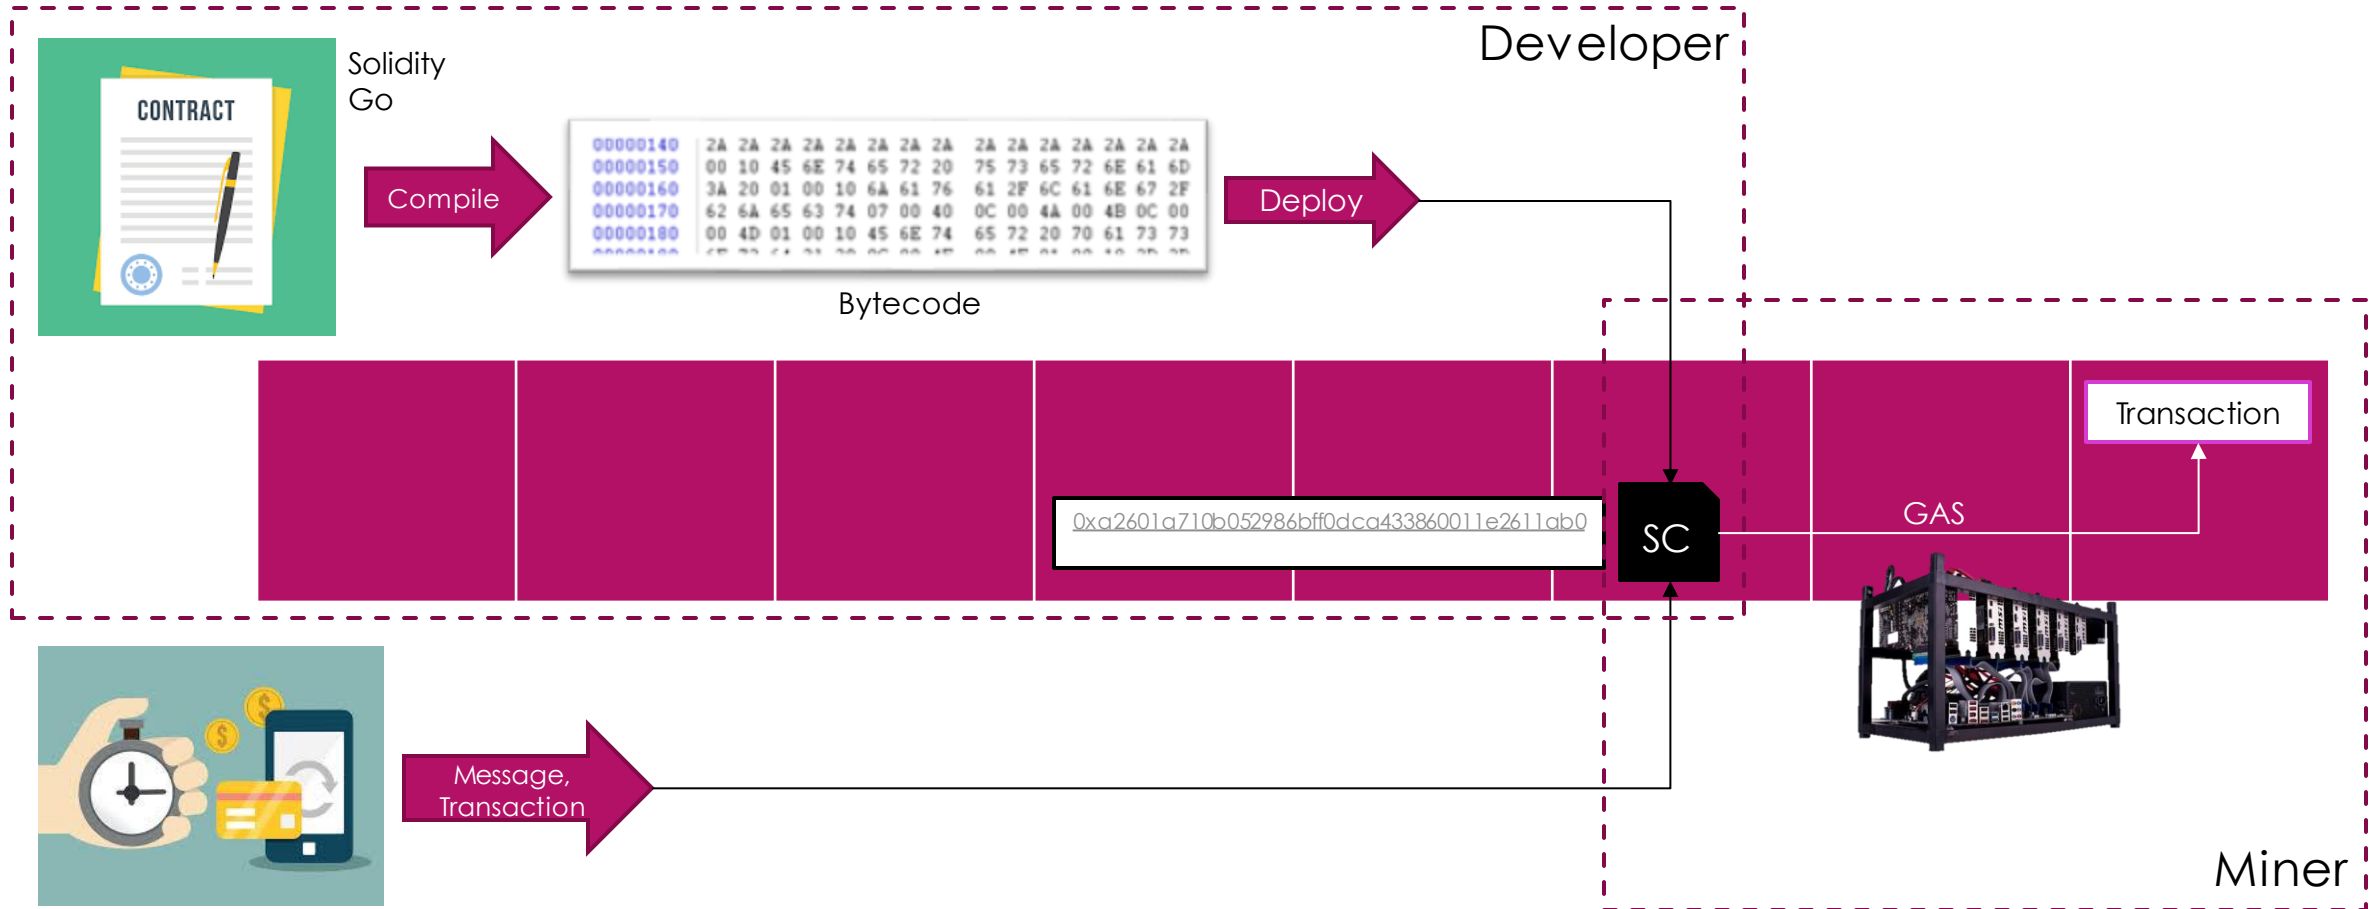 Developer
Solidity
Go
CONTRACT
Compile
00000140 2A 2A 2A 2A 2A 2A 2A 2A 2A 2A 2A 2A 2A 2A 2A
00000150 00 10 45 6E 74 65 72 20 75 73 65 72 6E 61 6D
00000160 3A 20 01 00 10 6A 61 76 61 2F 6C 61 6E 67 2F
00000170 62 6A 65 63 74 07 00 40 0C 00 4A 00 4B 0C 00
00000180 00 4D 01 00 10 45 6E 74 65 72 20 70 61 73 73
Bytecode
Deploy
Transaction
0xa2601a710b052986bff0dca433860011e2611ab0
SC
GAS
Message,
Transaction
Miner